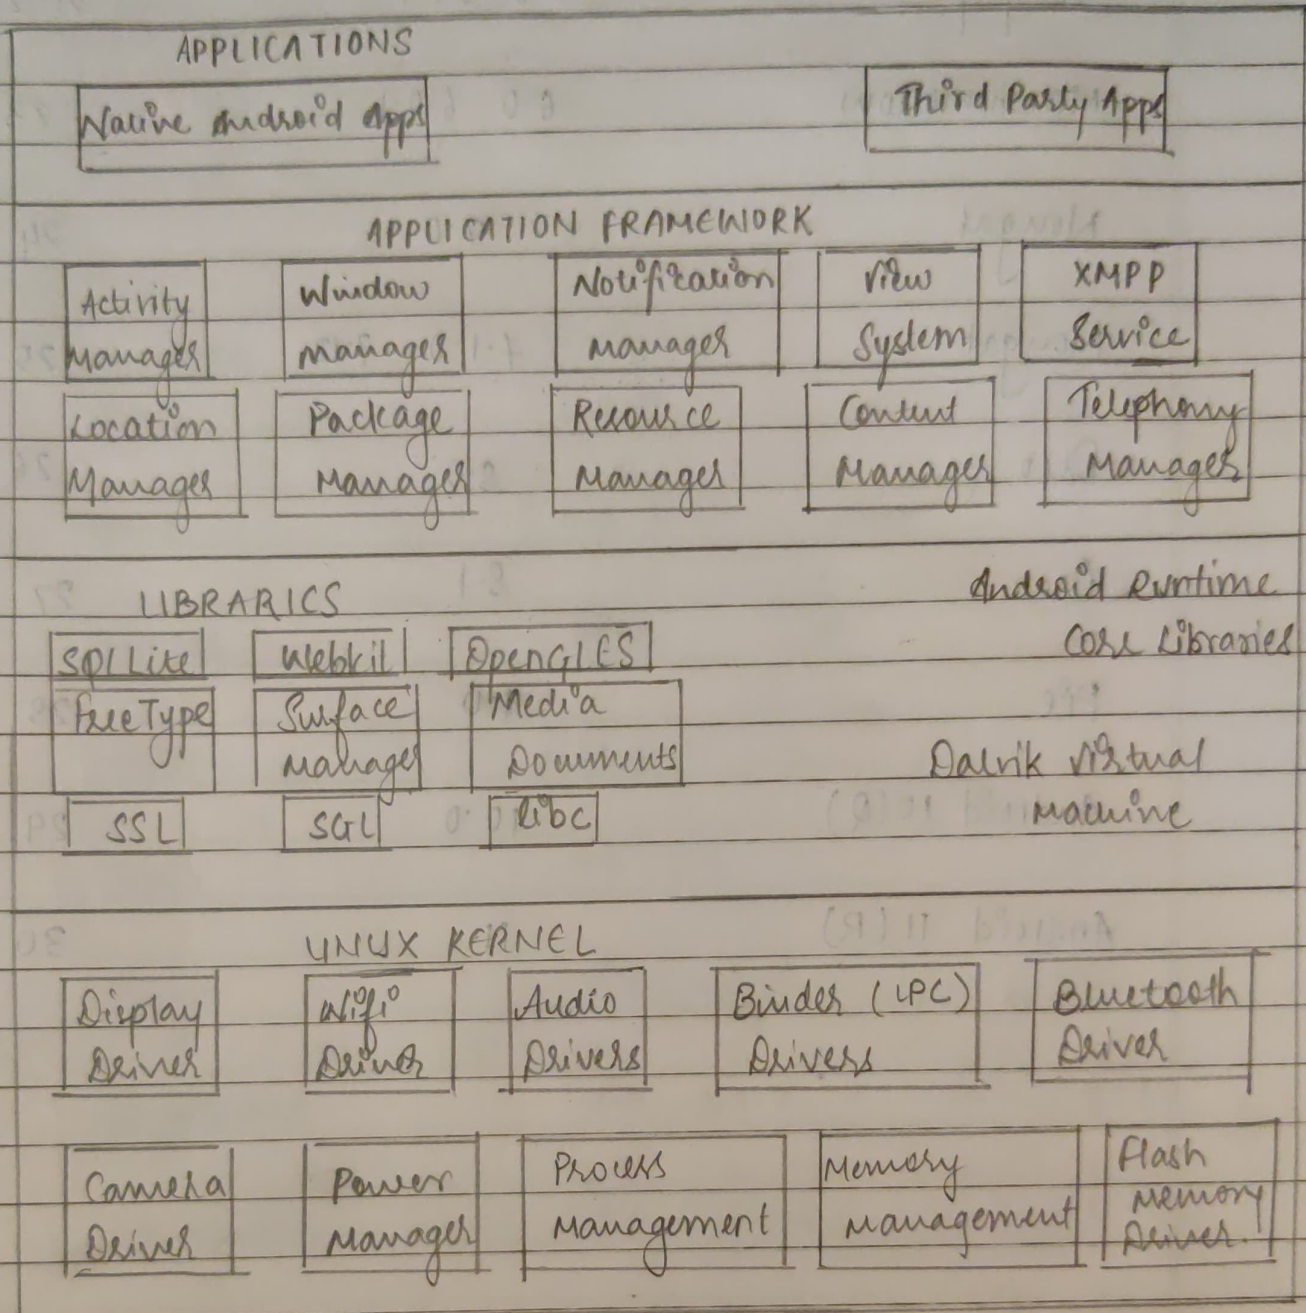 APPLICATIONS
Native Android Apps
Third Party Apps
APPLICATION FRAMEWORK
Activity
Manager
Window
Manager
Notification
Manager
View
System
XMPP
Service
Location
Manager
Package
Manager
Resource
Manager
Content
Manager
Telephony
Manager
LIBRARIES
SQLLite
Webkit
OpenGLES
FreeType
Surface
Manager
Media
Documents
SSL
SGL
Libc
Android Runtime
Core Libraries
Dalvik Virtual
Machine
LINUX KERNEL
Display
Driver
Wifi
Driver
Audio
Drivers
Binder (IPC)
Drivers
Bluetooth
Driver
Camera
Driver
Power
Manager
Process
Management
Memory
Management
Flash
Memory
Driver.